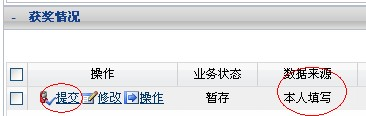 - 获奖情况
操作 业务状态 数据来源
提交 修改 操作 暂存 本人填写